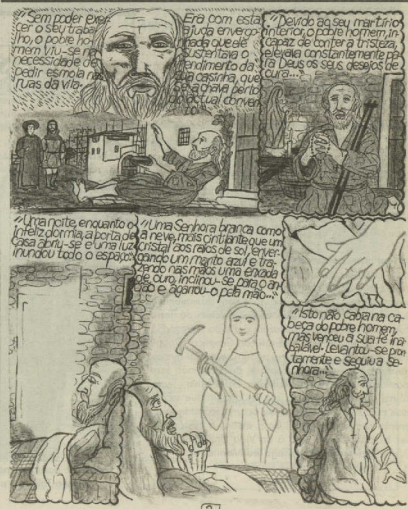 "Sem poder exer
cer o seu traba
lho o pobre ho
mem viu-se na
necessidade de
pedir esmola nas
ruas da vila-
Era com esta
ajuda envergo
nhada que ele
sustentava o
rendimento da
sua casinha, que
se achava perto
do actual conven
to..."
"Devido ao seu martírio
interior, o pobre homem, in
capaz de conter a tristeza,
elevava constantemente pa
ra Deus os seus desejos de
cura..."
"Uma noite, enquanto o
infeliz dormia, a porta da
casa abriu-se e uma luz
inundou todo o espaço
"Uma Senhora branca como
a neve, mais cintilante que um
cristal aos raios de sol, enver
gando um manto azul e tra
zendo nas mãos uma enxada
de ouro, inclinou-se para o an
cião e agarrou-o pela mão..."
"Isto não cabia na ca
beça do pobre homem,
mas venceu a sua fé ina
balável- Levantou-se pron
tamente e seguiu a Se
nhora..."